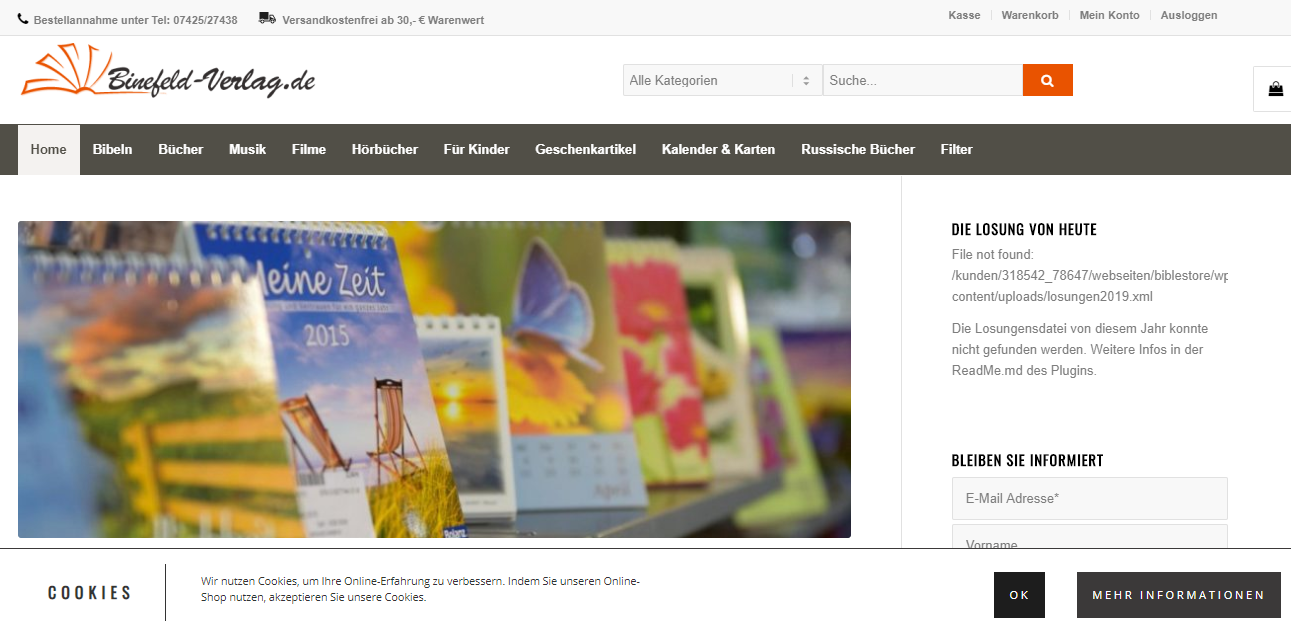 Bestellannahme unter Tel: 07425/27438
Versandkostenfrei ab 30,- € Warenwert
Kasse
Warenkorb
Mein Konto
Ausloggen
Binefeld-Verlag.de
Alle Kategorien
Suche...
Home
Bibeln
Bücher
Musik
Filme
Hörbücher
Für Kinder
Geschenkartikel
Kalender & Karten
Russische Bücher
Filter
Meine Zeit
2015
April
DIE LOSUNG VON HEUTE
File not found:
/kunden/318542_78647/webseiten/biblestore/wp
content/uploads/losungen2019.xml
Die Losungensdatei von diesem Jahr konnte
nicht gefunden werden. Weitere Infos in der
ReadMe.md des Plugins.
BLEIBEN SIE INFORMIERT
E-Mail Adresse*
Vorname
COOKIES
Wir nutzen Cookies, um Ihre Online-Erfahrung zu verbessern. Indem Sie unseren Online-
Shop nutzen, akzeptieren Sie unsere Cookies.
OK
MEHR INFORMATIONEN